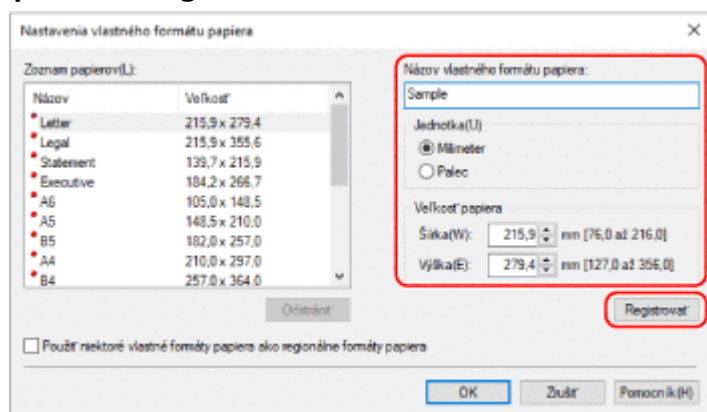 Nastavenia vlastného formátu papiera
Zoznam papierov(L):
Názov Veľkosť
Letter 215,9 x 279,4
Legal 215,9 x 355,6
Statement 139,7 x 215,9
Executive 184,2 x 266,7
A6 105,0 x 148,5
A5 148,5 x 210,0
B5 182,0 x 257,0
A4 210,0 x 297,0
B4 257,0 x 364,0
Odstrániť
Názov vlastného formátu papiera:
Sample
Jednotka(U)
Milimeter
Palec
Veľkosť papiera
Šírka(W): 215,9 mm [76,0 až 216,0]
Výška(E): 279,4 mm [127,0 až 356,0]
Registrovať
Použiť niektoré vlastné formáty papiera ako regionálne formáty papiera
OK Zrušiť Pomocník(H)